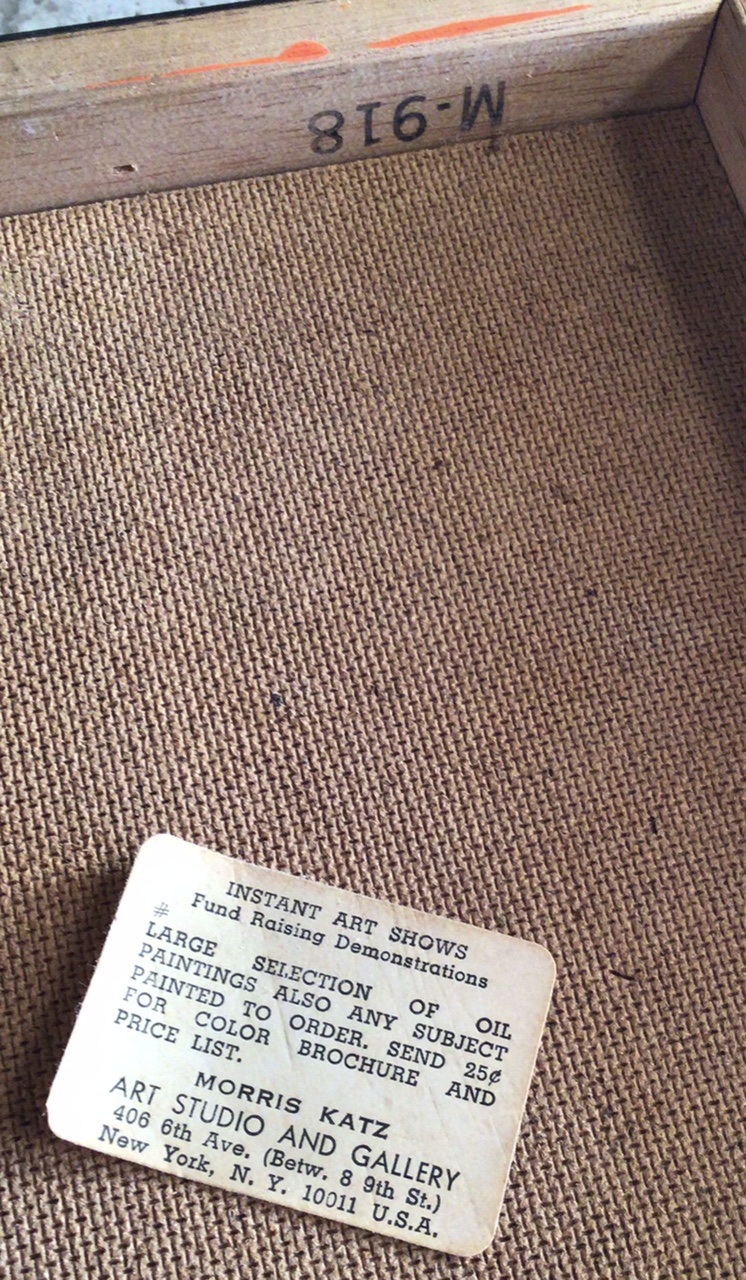 M-918
INSTANT ART SHOWS
Fund Raising Demonstrations
#
LARGE SELECTION OF OIL
PAINTINGS ALSO ANY SUBJECT
PAINTED TO ORDER. SEND 25¢
FOR COLOR BROCHURE AND
PRICE LIST.
MORRIS KATZ
ART STUDIO AND GALLERY
406 6th Ave. (Betw. 8 9th St.)
New York, N. Y. 10011 U.S.A.